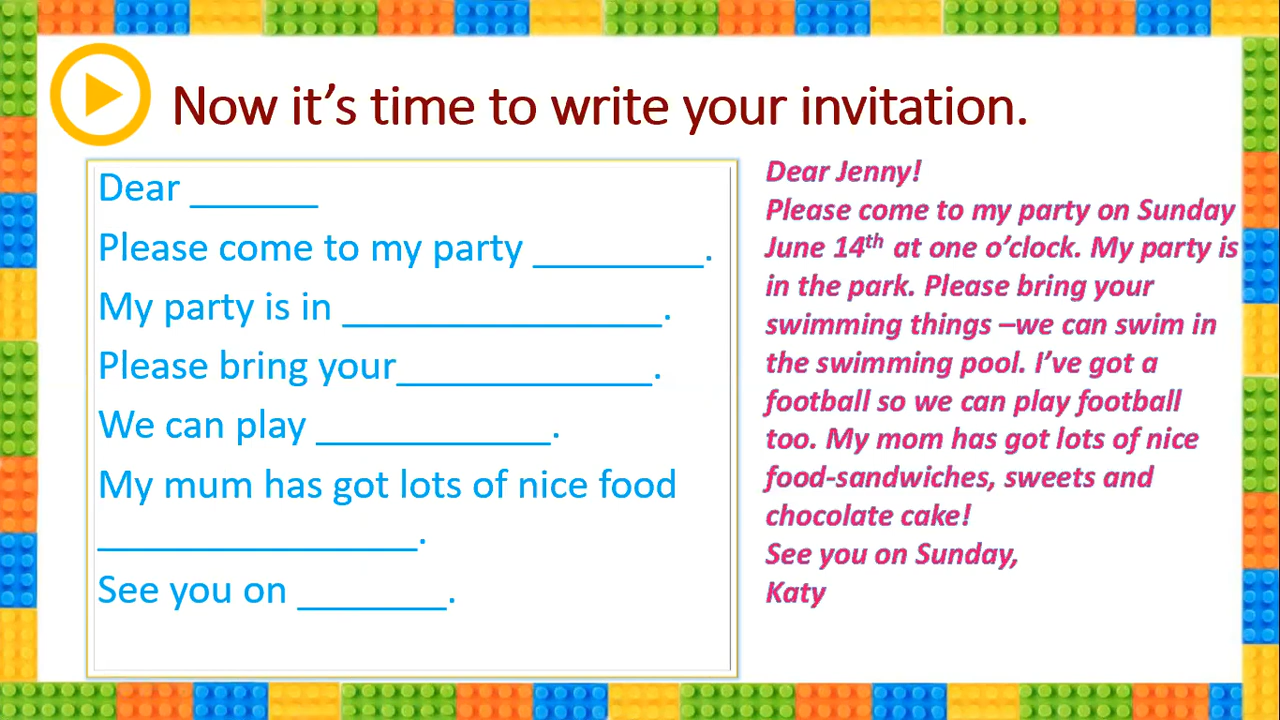 Now it's time to write your invitation.
Dear ______
Please come to my party ________.
My party is in _______________.
Please bring your____________.
We can play ___________.
My mum has got lots of nice food
_______________.
See you on _______.
Dear Jenny!
Please come to my party on Sunday
June 14th at one o'clock. My party is
in the park. Please bring your
swimming things –we can swim in
the swimming pool. I've got a
football so we can play football
too. My mom has got lots of nice
food-sandwiches, sweets and
chocolate cake!
See you on Sunday,
Katy